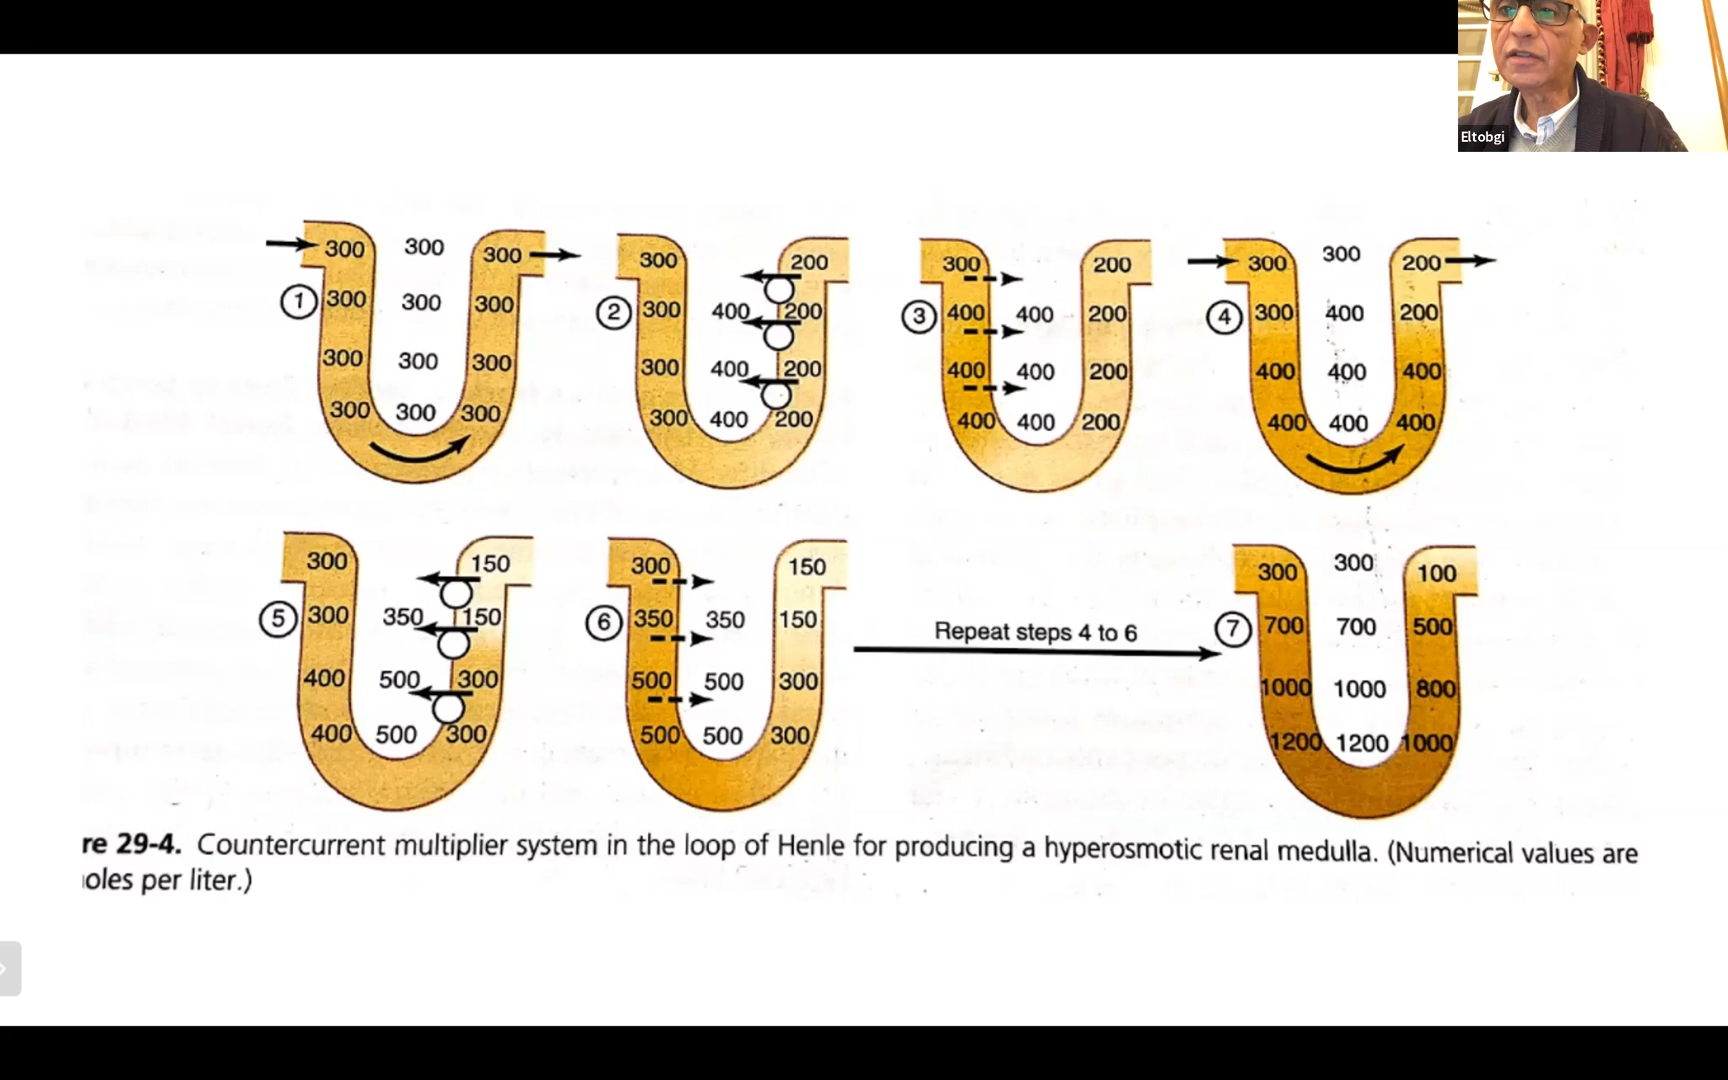 Eltobgi
300 300 300
1 300 300 300
300 300 300
300 300 300
300 200
2 300 400 200
300 400 200
300 400 200
300 200
3 400 400 200
400 400 200
400 400 200
300 300 200
4 300 400 200
400 400 400
400 400 400
300 150
5 300 350 150
400 500 300
400 500 300
300 150
6 350 350 150
500 500 300
500 500 300
Repeat steps 4 to 6
300 300 100
7 700 700 500
1000 1000 800
1200 1200 1000
re 29-4. Countercurrent multiplier system in the loop of Henle for producing a hyperosmotic renal medulla. (Numerical values are
oles per liter.)